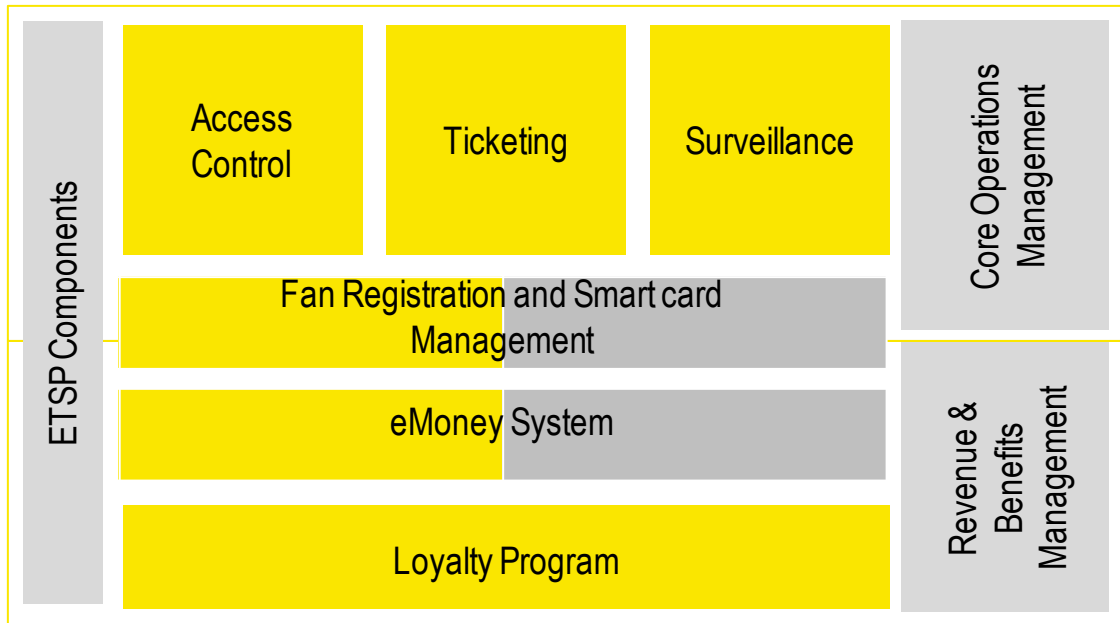 ETSP Components
Access
Control
Ticketing
Surveillance
Core Operations
Management
Fan Registration and Smart card
Management
eMoney System
Loyalty Program
Revenue &
Benefits
Management